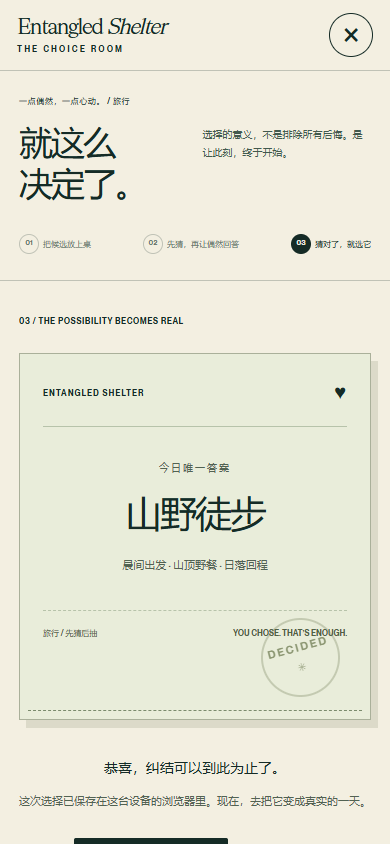 Entangled Shelter
THE CHOICE ROOM
一点偶然，一点心动。 / 旅行
就这么
决定了。
选择的意义，不是排除所有后悔。是
让此刻，终于开始。
01 把候选放上桌
02 先猜，再让偶然回答
03 猜对了，就选它
03 / THE POSSIBILITY BECOMES REAL
ENTANGLED SHELTER
今日唯一答案
山野徒步
晨间出发 · 山顶野餐 · 日落回程
旅行 / 先猜后抽
YOU CHOSE. THAT'S ENOUGH.
DECIDED
恭喜，纠结可以到此为止了。
这次选择已保存在这台设备的浏览器里。现在，去把它变成真实的一天。